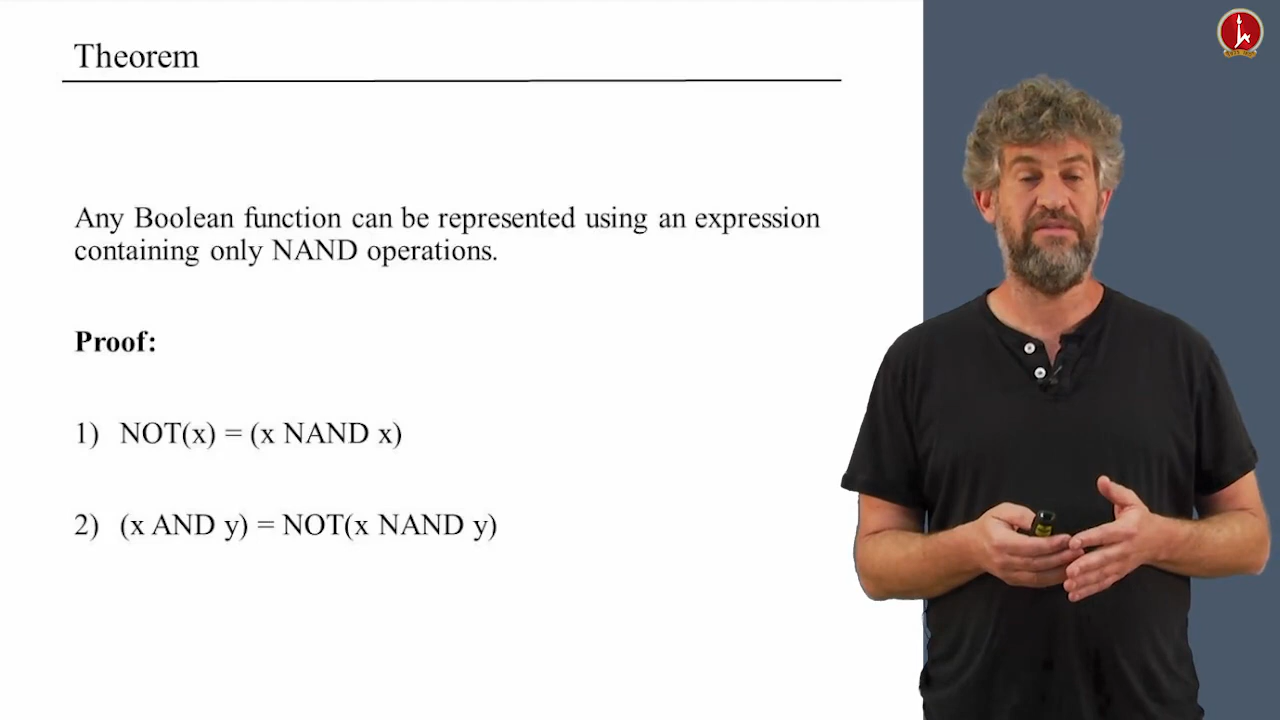 Theorem
Any Boolean function can be represented using an expression
containing only NAND operations.
Proof:
1) NOT(x) = (x NAND x)
2) (x AND y) = NOT(x NAND y)